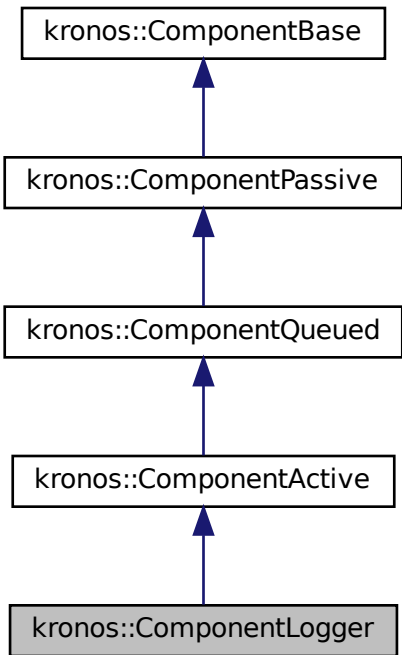 kronos::ComponentBase
kronos::ComponentPassive
kronos::ComponentQueued
kronos::ComponentActive
kronos::ComponentLogger